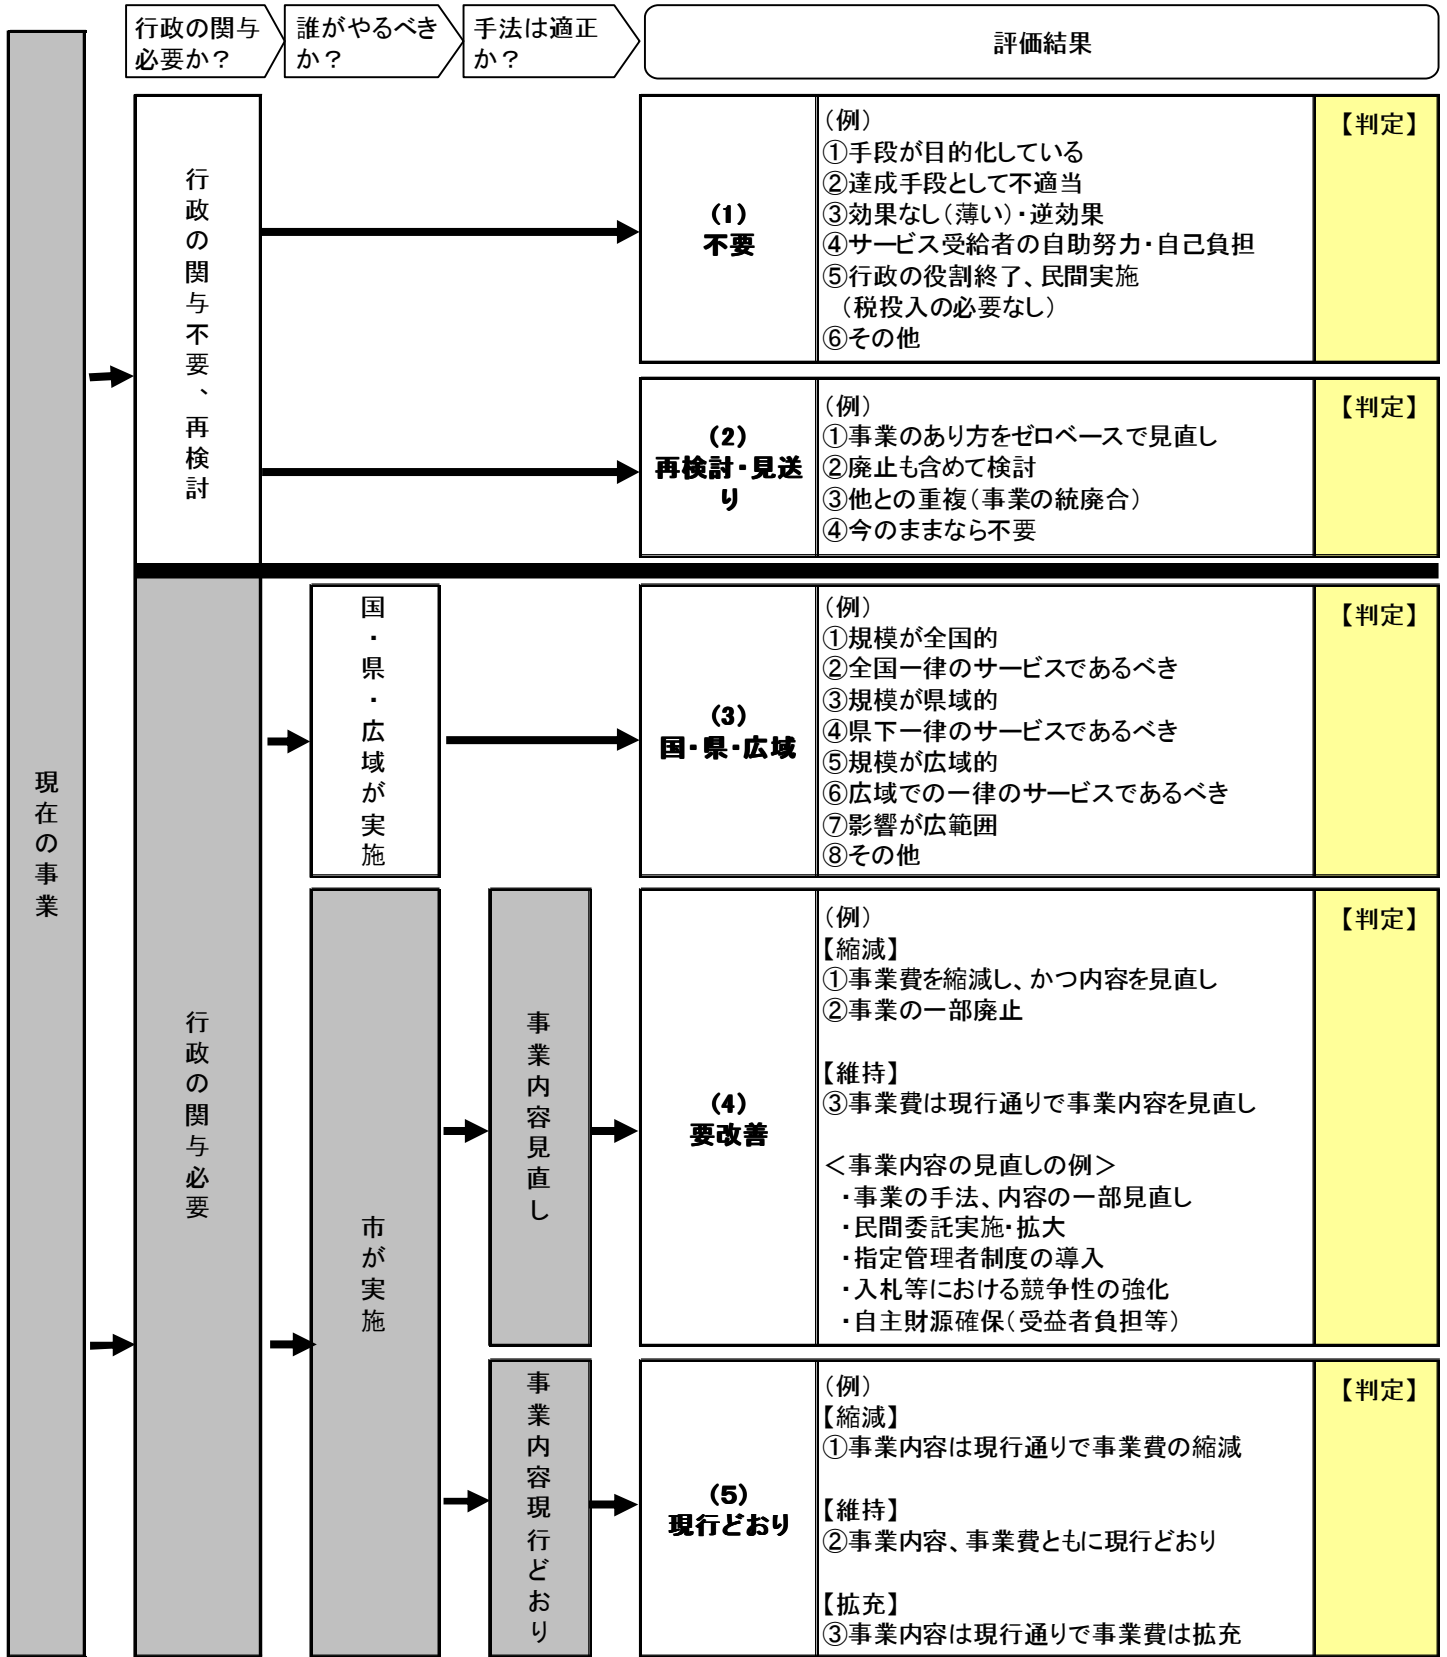 行政の関与
必要か？
誰がやるべき
か？
手法は適正
か？
評価結果
現在の事業
行政の関与不要、再検討
(1)
不要
(例)
①手段が目的化している
②達成手段として不適当
③効果なし(薄い)・逆効果
④サービス受給者の自助努力・自己負担
⑤行政の役割終了、民間実施
(税投入の必要なし)
⑥その他
【判定】
(2)
再検討・見送
り
(例)
①事業のあり方をゼロベースで見直し
②廃止も含めて検討
③他との重複(事業の統廃合)
④今のままなら不要
【判定】
行政の関与必要
国・県・広域が実施
(3)
国・県・広域
(例)
①規模が全国的
②全国一律のサービスであるべき
③規模が県域的
④県下一律のサービスであるべき
⑤規模が広域的
⑥広域での一律のサービスであるべき
⑦影響が広範囲
⑧その他
【判定】
市が実施
事業内容見直し
(4)
要改善
(例)
【縮減】
①事業費を縮減し、かつ内容を見直し
②事業の一部廃止
【維持】
③事業費は現行通りで事業内容を見直し
＜事業内容の見直しの例＞
・事業の手法、内容の一部見直し
・民間委託実施・拡大
・指定管理者制度の導入
・入札等における競争性の強化
・自主財源確保(受益者負担等)
【判定】
事業内容現行どおり
(5)
現行どおり
(例)
【縮減】
①事業内容は現行通りで事業費の縮減
【維持】
②事業内容、事業費ともに現行どおり
【拡充】
③事業内容は現行通りで事業費は拡充
【判定】